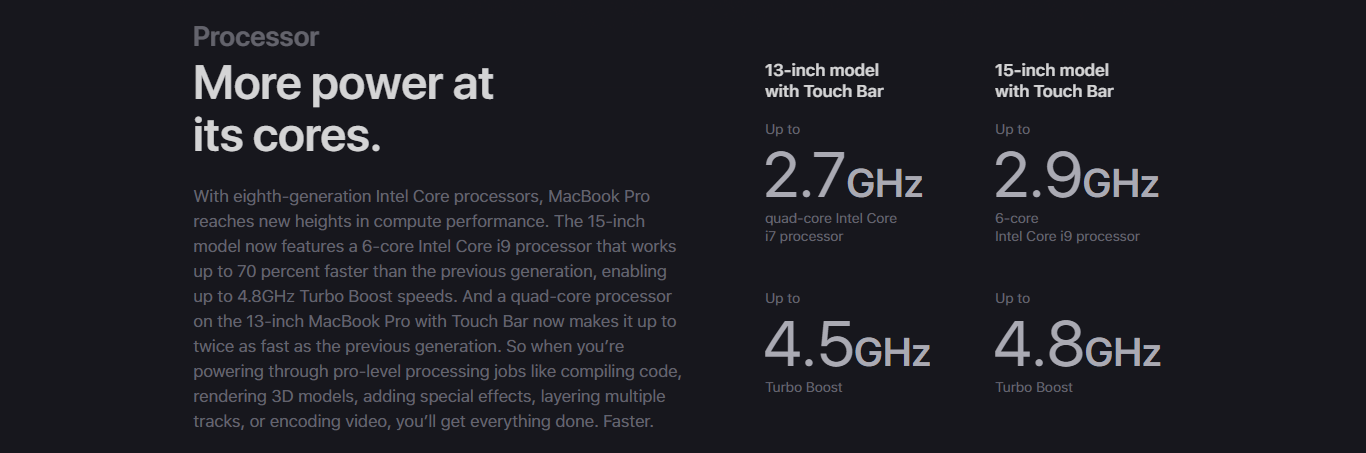 Processor
More power at
its cores.
With eighth-generation Intel Core processors, MacBook Pro
reaches new heights in compute performance. The 15-inch
model now features a 6-core Intel Core i9 processor that works
up to 70 percent faster than the previous generation, enabling
up to 4.8GHz Turbo Boost speeds. And a quad-core processor
on the 13-inch MacBook Pro with Touch Bar now makes it up to
twice as fast as the previous generation. So when you’re
powering through pro-level processing jobs like compiling code,
rendering 3D models, adding special effects, layering multiple
tracks, or encoding video, you’ll get everything done. Faster.
13-inch model
with Touch Bar
Up to
2.7GHz
quad-core Intel Core
i7 processor
Up to
4.5GHz
Turbo Boost
15-inch model
with Touch Bar
Up to
2.9GHz
6-core
Intel Core i9 processor
Up to
4.8GHz
Turbo Boost